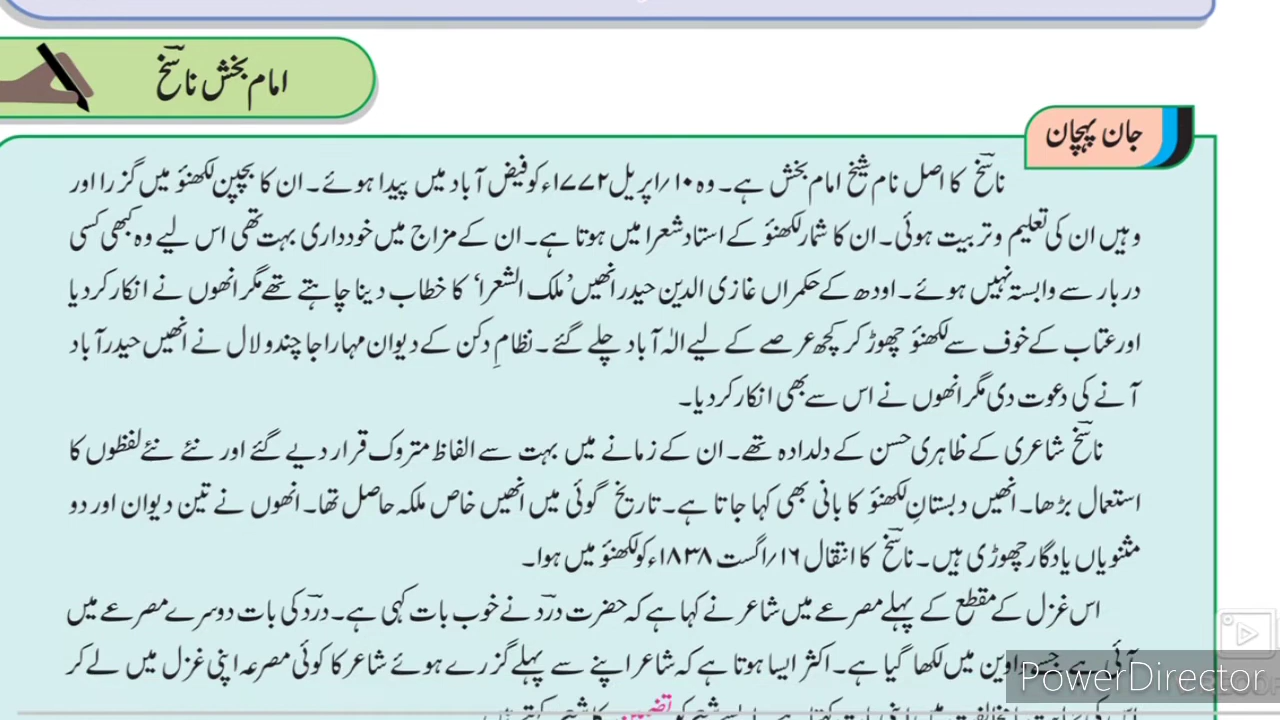 امام بخش ناسخؔ
جان پہچان
ناسخؔ کا اصل نام شیخ امام بخش ہے۔ وہ ۱۰؍اپریل ۱۷۷۲ء کو فیض آباد میں پیدا ہوئے۔ ان کا بچپن لکھنؤ میں گزرا اور
وہیں ان کی تعلیم و تربیت ہوئی۔ ان کا شمار لکھنؤ کے استاد شعرا میں ہوتا ہے۔ ان کے مزاج میں خودداری بہت تھی اس لیے وہ کبھی کسی
دربار سے وابستہ نہیں ہوئے۔ اودھ کے حکمراں غازی الدین حیدر انھیں ’ملک الشعرا‘ کا خطاب دینا چاہتے تھے مگر انھوں نے انکار کردیا
اور عتاب کے خوف سے لکھنؤ چھوڑ کر کچھ عرصے کے لیے الٰہ آباد چلے گئے۔ نظامِ دکن کے دیوان مہاراجا چندو لال نے انھیں حیدرآباد
آنے کی دعوت دی مگر انھوں نے اس سے بھی انکار کردیا۔
ناسخؔ شاعری کے ظاہری حسن کے دلدادہ تھے۔ ان کے زمانے میں بہت سے الفاظ متروک قرار دیے گئے اور نئے نئے لفظوں کا
استعمال بڑھا۔ انھیں دبستانِ لکھنؤ کا بانی بھی کہا جاتا ہے۔ تاریخ گوئی میں انھیں خاص ملکہ حاصل تھا۔ انھوں نے تین دیوان اور دو
مثنویاں یادگار چھوڑی ہیں۔ ناسخؔ کا انتقال ۱۶؍اگست ۱۸۳۸ء کو لکھنؤ میں ہوا۔
اس غزل کے مقطع کے پہلے مصرعے میں شاعر نے کہا ہے کہ حضرت دردؔ نے خوب بات کہی ہے۔ دردؔ کی بات دوسرے مصرعے میں
آئی ہے جسے واوین میں لکھا گیا ہے۔ اکثر ایسا ہوتا ہے کہ شاعر اپنے سے پہلے گزرے ہوئے شاعر کا کوئی مصرعہ اپنی غزل میں لے کر
تضمین
PowerDirector